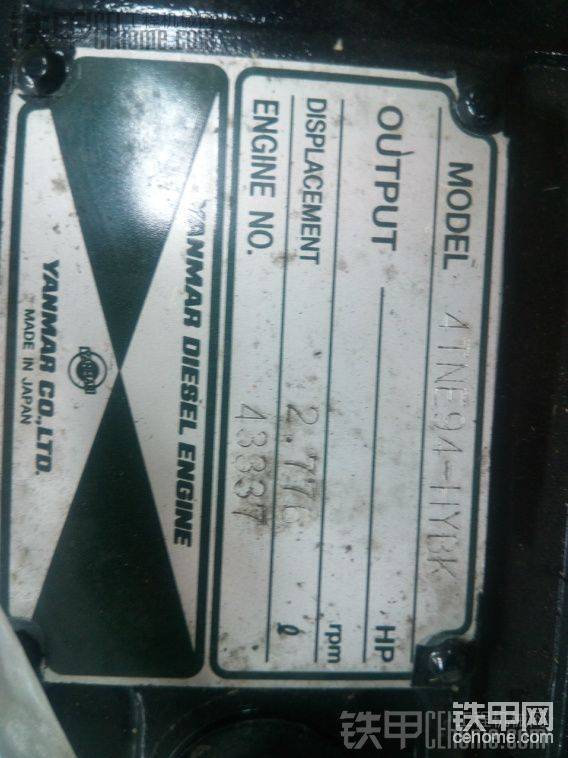 MODEL 4TNE94-HYBK
OUTPUT HP
rpm
DISPLACEMENT 2.776 ℓ
ENGINE NO. 43337
YANMAR DIESEL ENGINE
YANMAR
YANMAR CO.,LTD.
MADE IN JAPAN
铁甲网
cehome.com